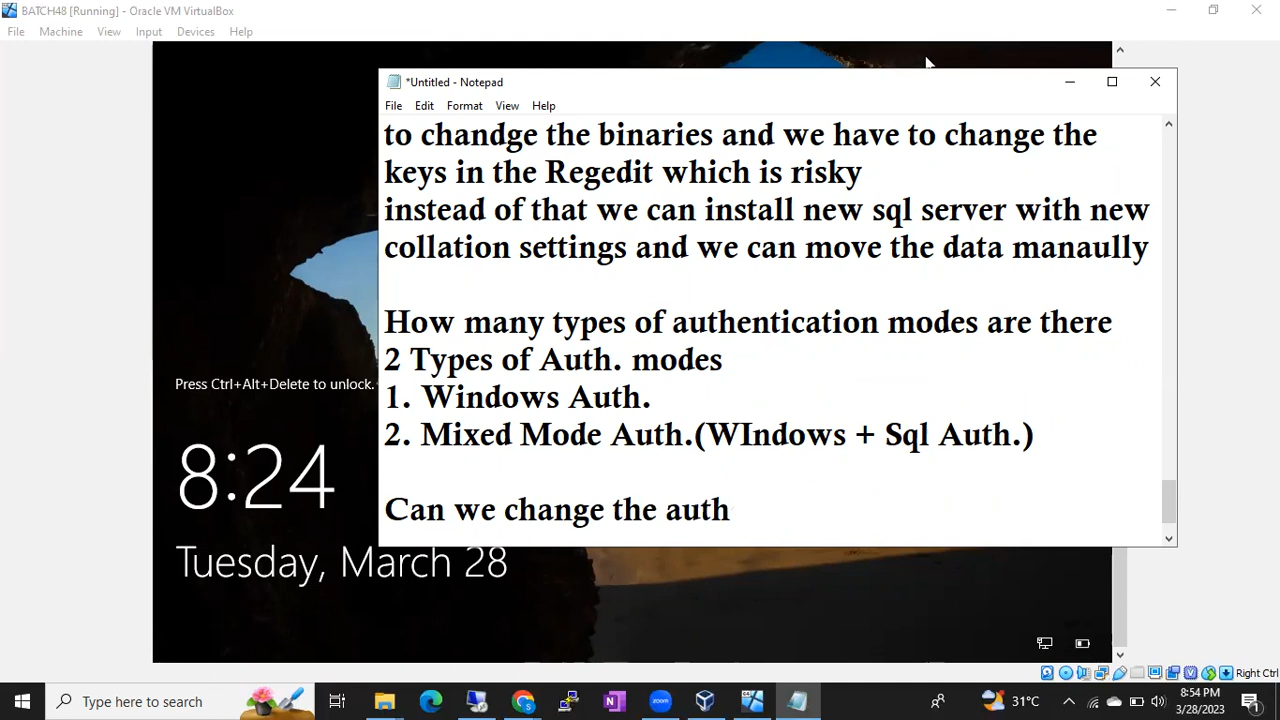 BATCH48 [Running] - Oracle VM VirtualBox
File Machine View Input Devices Help
*Untitled - Notepad
File Edit Format View Help
to chandge the binaries and we have to change the
keys in the Regedit which is risky
instead of that we can install new sql server with new
collation settings and we can move the data manaully
How many types of authentication modes are there
2 Types of Auth. modes
1. Windows Auth.
2. Mixed Mode Auth.(WIndows + Sql Auth.)
Can we change the auth
Press Ctrl+Alt+Delete to unlock.
8:24
Tuesday, March 28
Right Ctrl
Type here to search
zoom
31°C
8:54 PM
3/28/2023